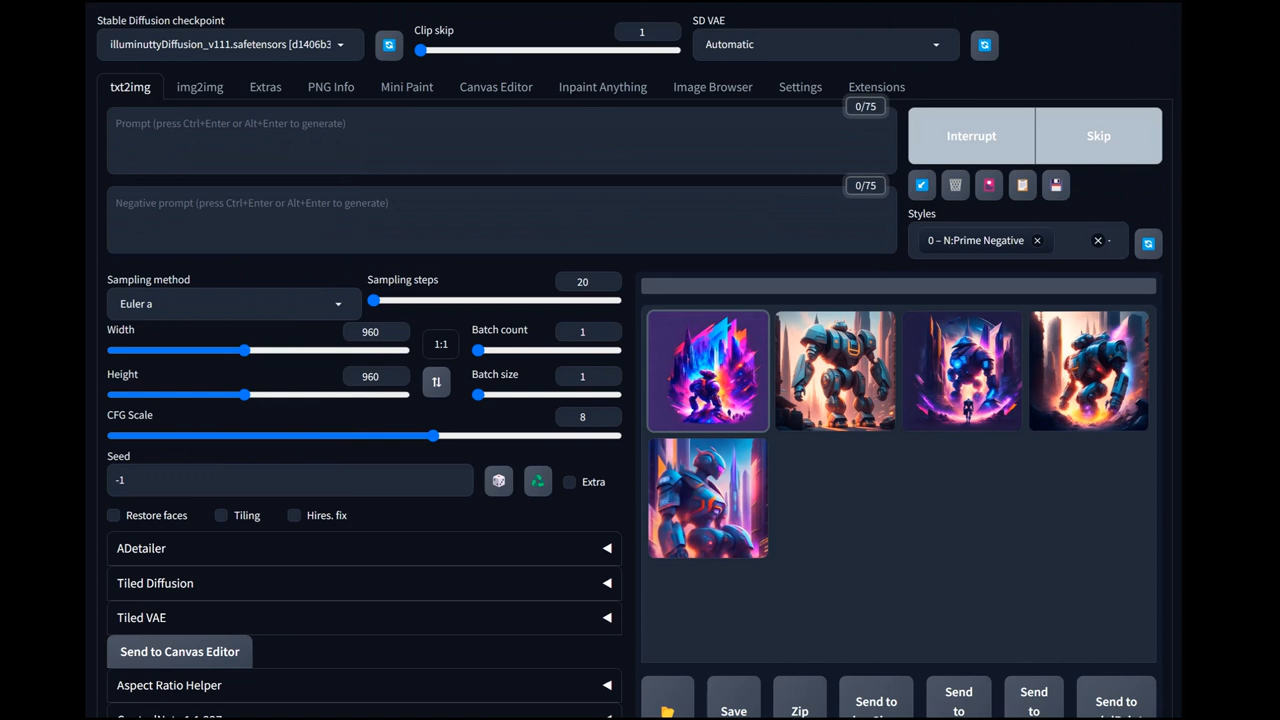 Stable Diffusion checkpoint
illuminuttyDiffusion_v111.safetensors [d1406b3
Clip skip
1
SD VAE
Automatic
txt2img img2img Extras PNG Info Mini Paint Canvas Editor Inpaint Anything Image Browser Settings Extensions
Prompt (press Ctrl+Enter or Alt+Enter to generate)
0/75
Negative prompt (press Ctrl+Enter or Alt+Enter to generate)
0/75
Interrupt Skip
Styles
0 – N:Prime Negative
Sampling method
Euler a
Sampling steps
20
Width
960
Height
960
1:1
Batch count
1
Batch size
1
CFG Scale
8
Seed
-1
Extra
Restore faces Tiling Hires. fix
ADetailer
Tiled Diffusion
Tiled VAE
Send to Canvas Editor
Aspect Ratio Helper
Save
Zip
Send to
Send
to
Send
to
Send to